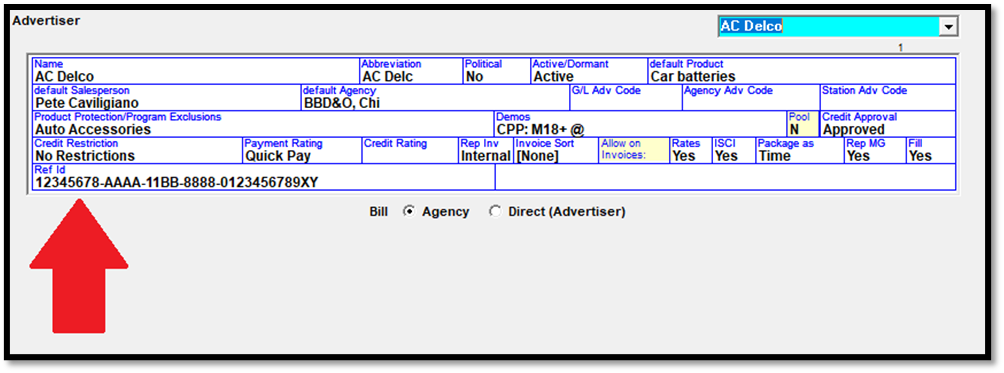 Advertiser
AC Delco
1
Name Abbreviation Political Active/Dormant default Product
AC Delco AC Delc No Active Car batteries
default Salesperson default Agency G/L Adv Code Agency Adv Code Station Adv Code
Pete Caviligiano BBD&O, Chi
Product Protection/Program Exclusions Demos Pool Credit Approval
Auto Accessories CPP: M18+ @ N Approved
Credit Restriction Payment Rating Credit Rating Rep Inv Invoice Sort Allow on Rates ISCI Package as Rep MG Fill
No Restrictions Quick Pay Internal [None] Invoices: Yes Yes Time Yes Yes
Ref Id
12345678-AAAA-11BB-8888-0123456789XY
Bill Agency Direct (Advertiser)